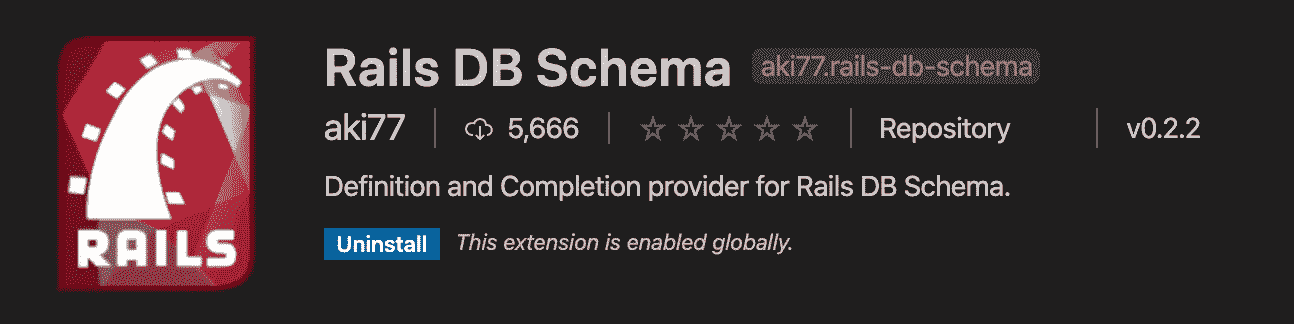 Rails DB Schema aki77.rails-db-schema
aki77 5,666 Repository v0.2.2
Definition and Completion provider for Rails DB Schema.
Uninstall This extension is enabled globally.
RAILS